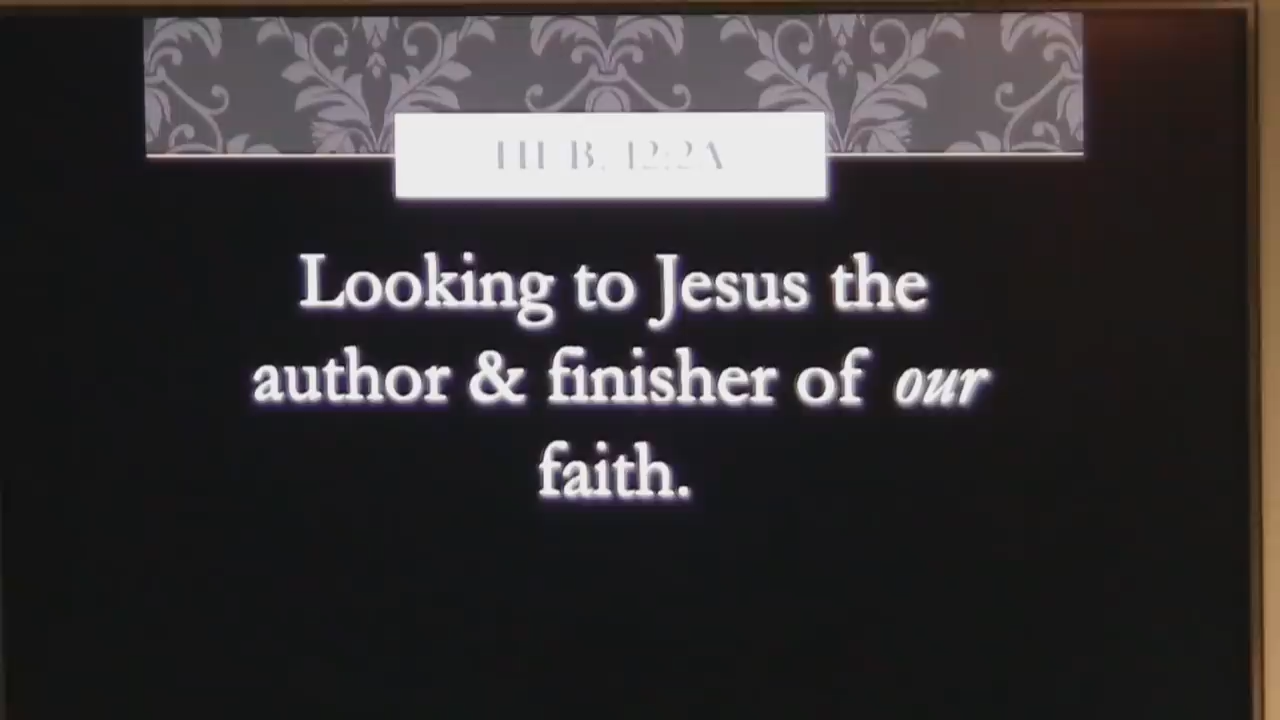 HEB. 12:2A
Looking to Jesus the
author & finisher of our
faith.